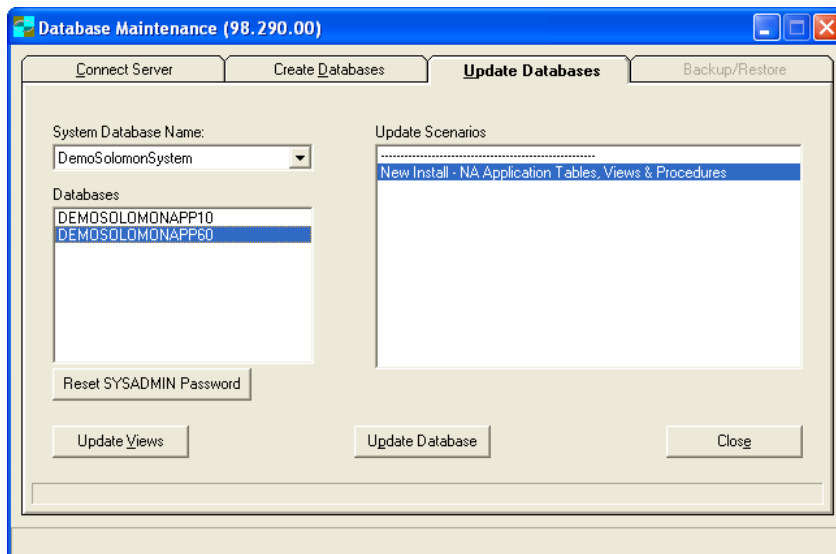 Database Maintenance (98.290.00)
Connect Server
Create Databases
Update Databases
Backup/Restore
System Database Name:
DemoSolomonSystem
Databases
DEMOSOLOMONAPP10
DEMOSOLOMONAPP60
Reset SYSADMIN Password
Update Scenarios
-----------------------------------------------------
New Install - NA Application Tables, Views & Procedures
Update Views
Update Database
Close